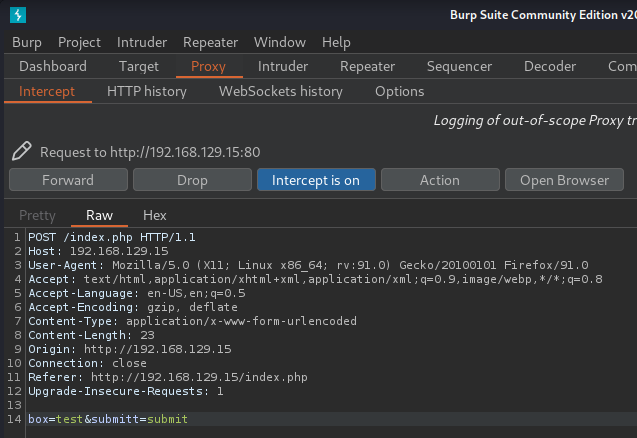 Burp Suite Community Edition v20
Burp Project Intruder Repeater Window Help
Dashboard Target Proxy Intruder Repeater Sequencer Decoder Com
Intercept HTTP history WebSockets history Options
Logging of out-of-scope Proxy tr
Request to http://192.168.129.15:80
Forward Drop Intercept is on Action Open Browser
Pretty Raw Hex
1 POST /index.php HTTP/1.1
2 Host: 192.168.129.15
3 User-Agent: Mozilla/5.0 (X11; Linux x86_64; rv:91.0) Gecko/20100101 Firefox/91.0
4 Accept: text/html,application/xhtml+xml,application/xml;q=0.9,image/webp,*/*;q=0.8
5 Accept-Language: en-US,en;q=0.5
6 Accept-Encoding: gzip, deflate
7 Content-Type: application/x-www-form-urlencoded
8 Content-Length: 23
9 Origin: http://192.168.129.15
10 Connection: close
11 Referer: http://192.168.129.15/index.php
12 Upgrade-Insecure-Requests: 1
13
14 box=test&submitt=submit